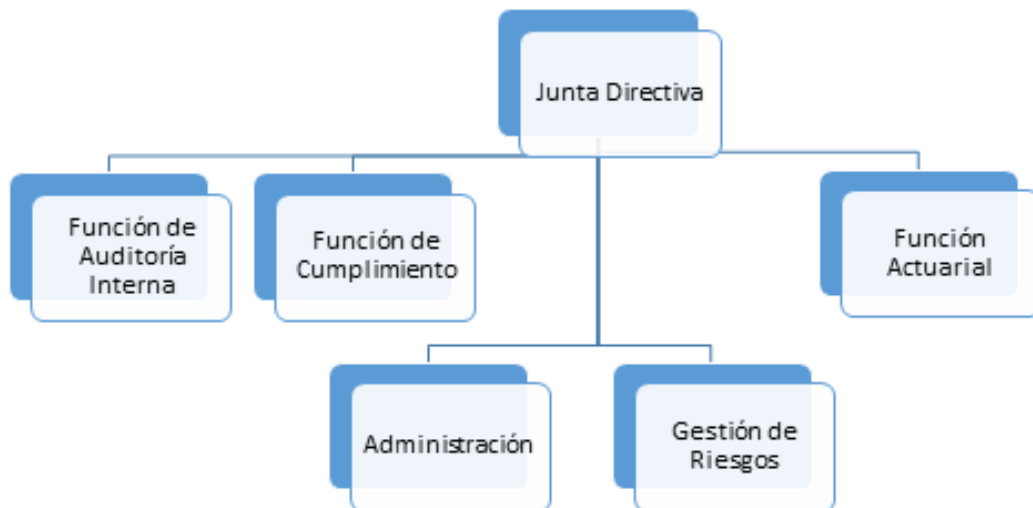 Junta Directiva
Función de
Auditoría
Interna
Función de
Cumplimiento
Función
Actuarial
Administración
Gestión de
Riesgos